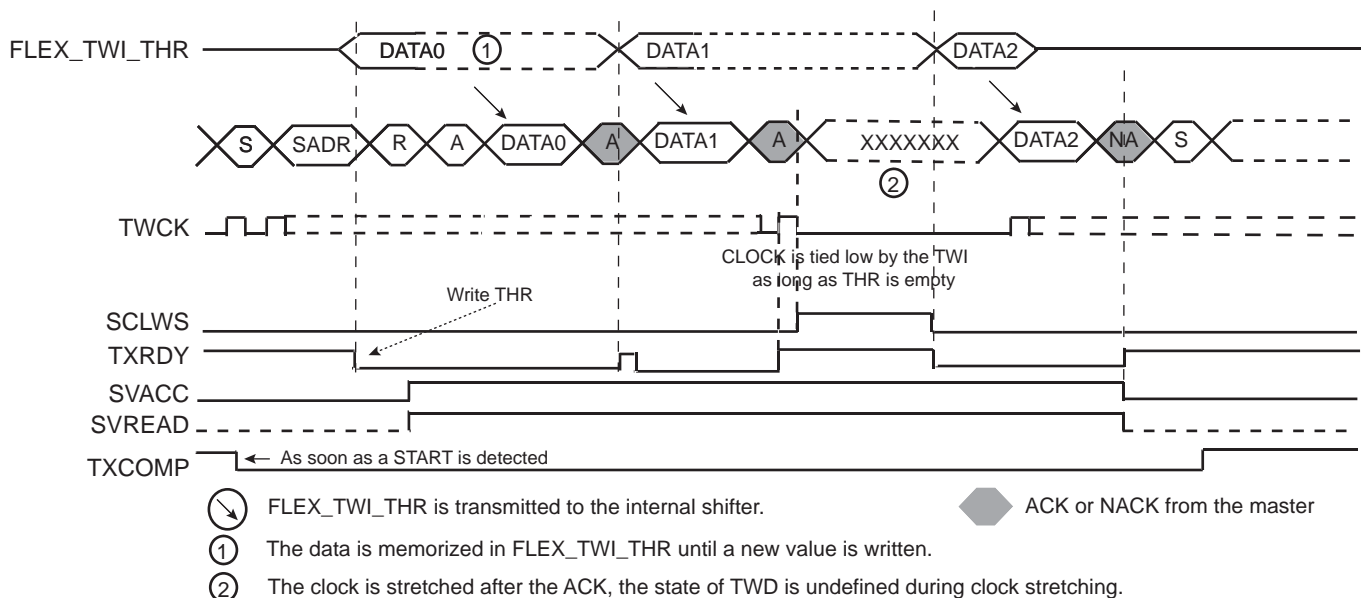 FLEX_TWI_THR DATA0 1 DATA1 DATA2
S SADR R A DATA0 A DATA1 A XXXXXXX DATA2 NA S
2
TWCK
CLOCK is tied low by the TWI
as long as THR is empty
Write THR
SCLWS
TXRDY
SVACC
SVREAD
TXCOMP As soon as a START is detected
FLEX_TWI_THR is transmitted to the internal shifter. ACK or NACK from the master
1 The data is memorized in FLEX_TWI_THR until a new value is written.
2 The clock is stretched after the ACK, the state of TWD is undefined during clock stretching.